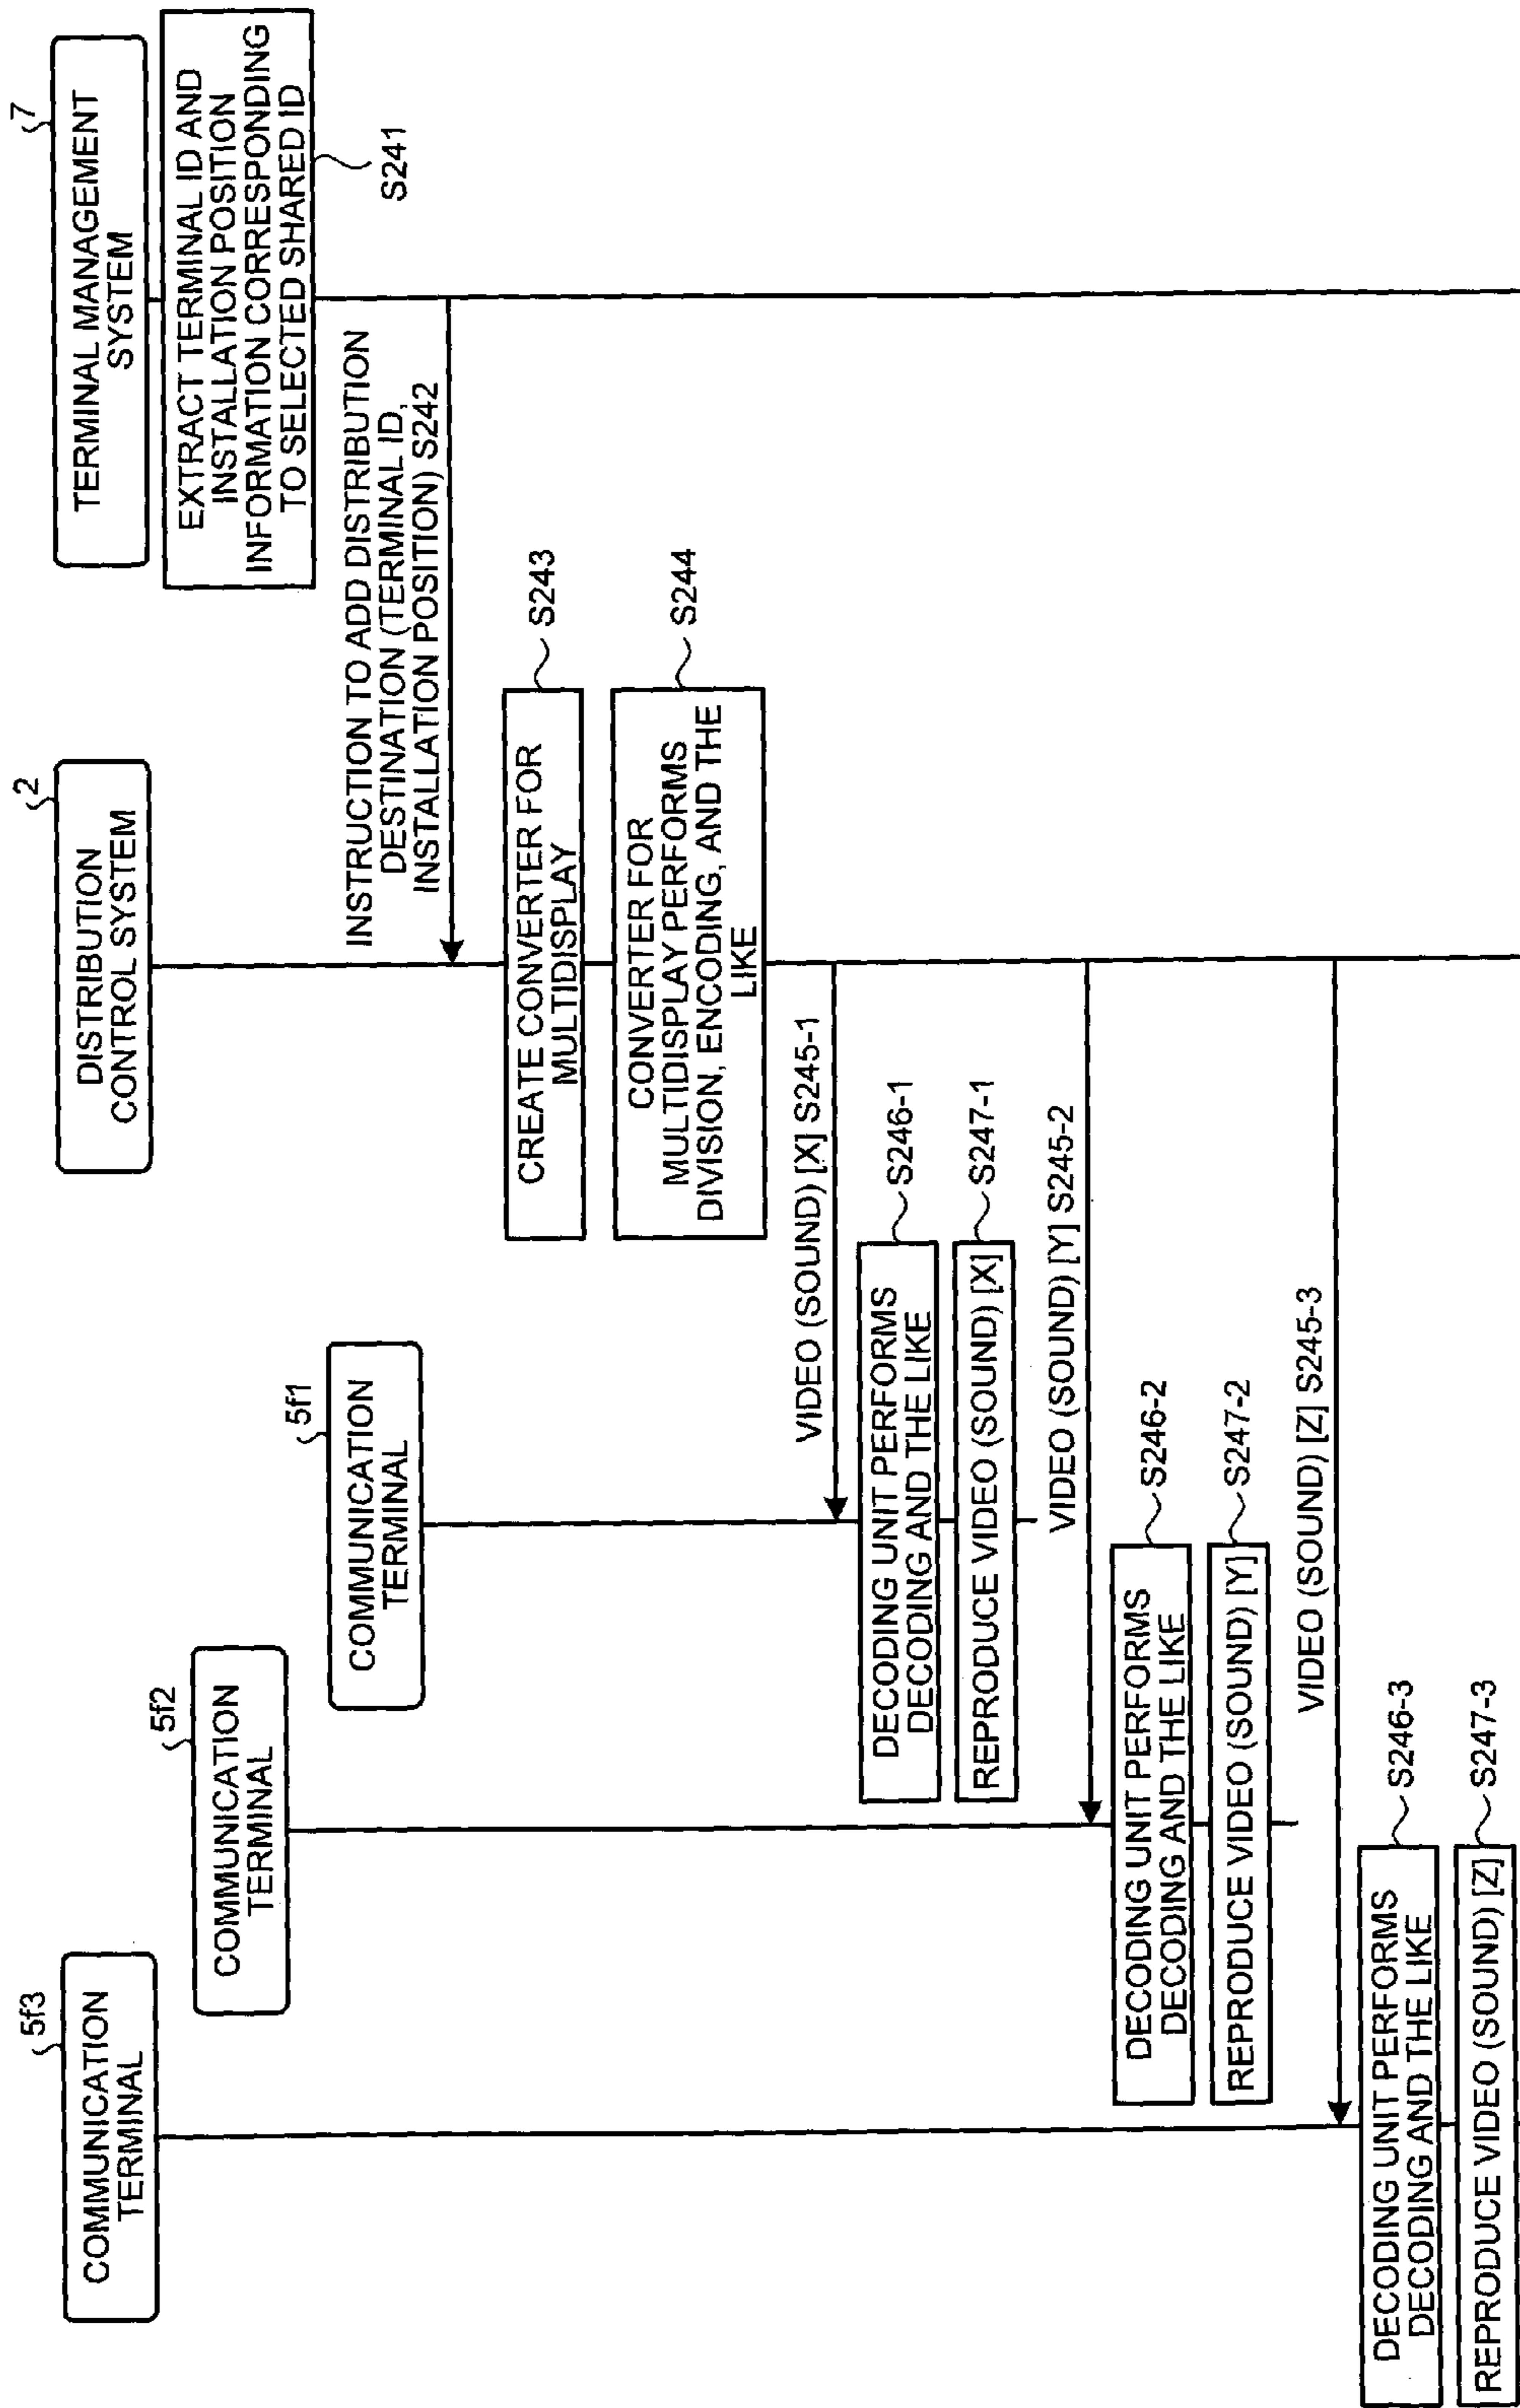 5f3
COMMUNICATION
TERMINAL
5f2
COMMUNICATION
TERMINAL
5f1
COMMUNICATION
TERMINAL
2
DISTRIBUTION
CONTROL SYSTEM
7
TERMINAL MANAGEMENT
SYSTEM
EXTRACT TERMINAL ID AND
INSTALLATION POSITION
INFORMATION CORRESPONDING
TO SELECTED SHARED ID
S241
INSTRUCTION TO ADD DISTRIBUTION
DESTINATION (TERMINAL ID,
INSTALLATION POSITION) S242
CREATE CONVERTER FOR
MULTIDISPLAY
S243
CONVERTER FOR
MULTIDISPLAY PERFORMS
DIVISION, ENCODING, AND THE
LIKE
S244
VIDEO (SOUND) [X] S245-1
DECODING UNIT PERFORMS
DECODING AND THE LIKE
S246-1
REPRODUCE VIDEO (SOUND) [X]
S247-1
VIDEO (SOUND) [Y] S245-2
DECODING UNIT PERFORMS
DECODING AND THE LIKE
S246-2
REPRODUCE VIDEO (SOUND) [Y]
S247-2
VIDEO (SOUND) [Z] S245-3
DECODING UNIT PERFORMS
DECODING AND THE LIKE
S246-3
REPRODUCE VIDEO (SOUND) [Z]
S247-3